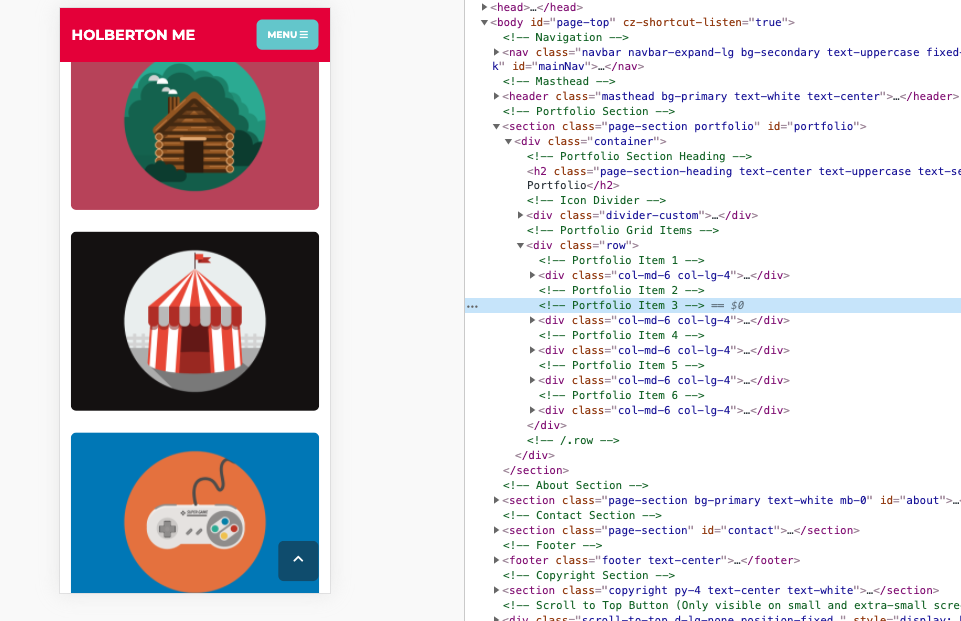 HOLBERTON ME
MENU
SUPER GAME
<head>…</head>
<body id="page-top" cz-shortcut-listen="true">
<!-- Navigation -->
<nav class="navbar navbar-expand-lg bg-secondary text-uppercase fixed-
k" id="mainNav">…</nav>
<!-- Masthead -->
<header class="masthead bg-primary text-white text-center">…</header>
<!-- Portfolio Section -->
<section class="page-section portfolio" id="portfolio">
<div class="container">
<!-- Portfolio Section Heading -->
<h2 class="page-section-heading text-center text-uppercase text-se
Portfolio</h2>
<!-- Icon Divider -->
<div class="divider-custom">…</div>
<!-- Portfolio Grid Items -->
<div class="row">
<!-- Portfolio Item 1 -->
<div class="col-md-6 col-lg-4">…</div>
<!-- Portfolio Item 2 -->
… <!-- Portfolio Item 3 --> == $0
<div class="col-md-6 col-lg-4">…</div>
<!-- Portfolio Item 4 -->
<div class="col-md-6 col-lg-4">…</div>
<!-- Portfolio Item 5 -->
<div class="col-md-6 col-lg-4">…</div>
<!-- Portfolio Item 6 -->
<div class="col-md-6 col-lg-4">…</div>
</div>
<!-- /.row -->
</div>
</section>
<!-- About Section -->
<section class="page-section bg-primary text-white mb-0" id="about">…
<!-- Contact Section -->
<section class="page-section" id="contact">…</section>
<!-- Footer -->
<footer class="footer text-center">…</footer>
<!-- Copyright Section -->
<section class="copyright py-4 text-center text-white">…</section>
<!-- Scroll to Top Button (Only visible on small and extra-small scre
<div class="scroll-to-top d-lg-none position-fixed " style="display: